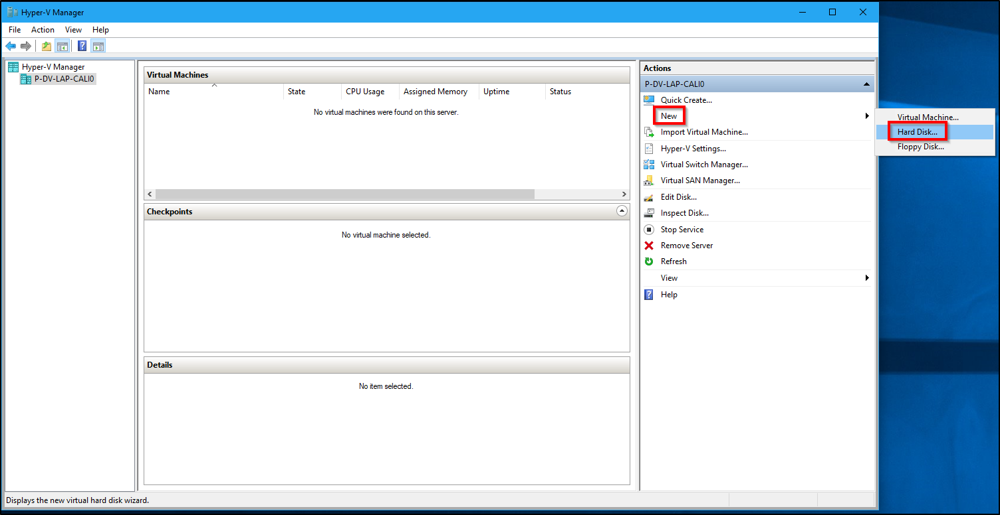 Hyper-V Manager
File Action View Help
Hyper-V Manager
P-DV-LAP-CALI0
Virtual Machines
Name State CPU Usage Assigned Memory Uptime Status
No virtual machines were found on this server.
Checkpoints
No virtual machine selected.
Details
No item selected.
Actions
P-DV-LAP-CALI0
Quick Create...
New
Import Virtual Machine...
Hyper-V Settings...
Virtual Switch Manager...
Virtual SAN Manager...
Edit Disk...
Inspect Disk...
Stop Service
Remove Server
Refresh
View
Help
Virtual Machine...
Hard Disk...
Floppy Disk...
Displays the new virtual hard disk wizard.